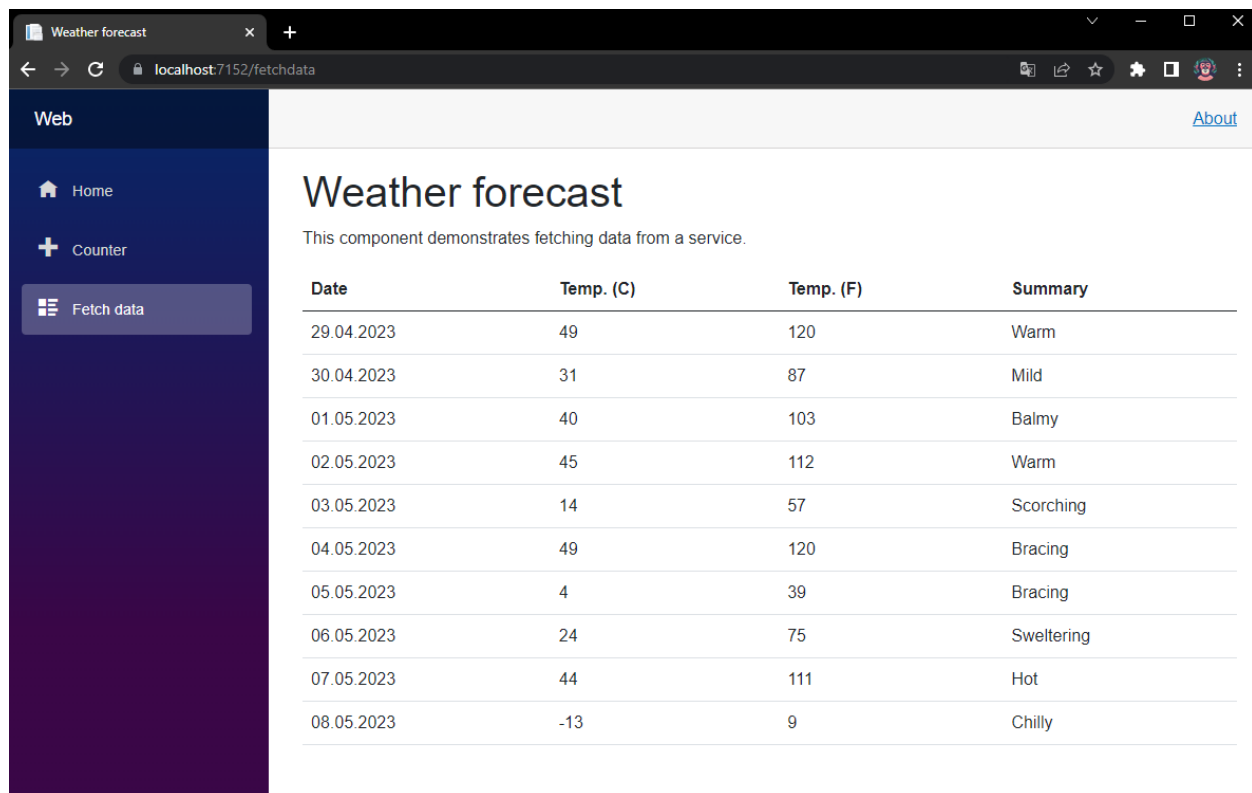 Weather forecast
localhost:7152/fetchdata
Web
About
Home
Counter
Fetch data
Weather forecast
This component demonstrates fetching data from a service.
Date Temp. (C) Temp. (F) Summary
29.04.2023 49 120 Warm
30.04.2023 31 87 Mild
01.05.2023 40 103 Balmy
02.05.2023 45 112 Warm
03.05.2023 14 57 Scorching
04.05.2023 49 120 Bracing
05.05.2023 4 39 Bracing
06.05.2023 24 75 Sweltering
07.05.2023 44 111 Hot
08.05.2023 -13 9 Chilly